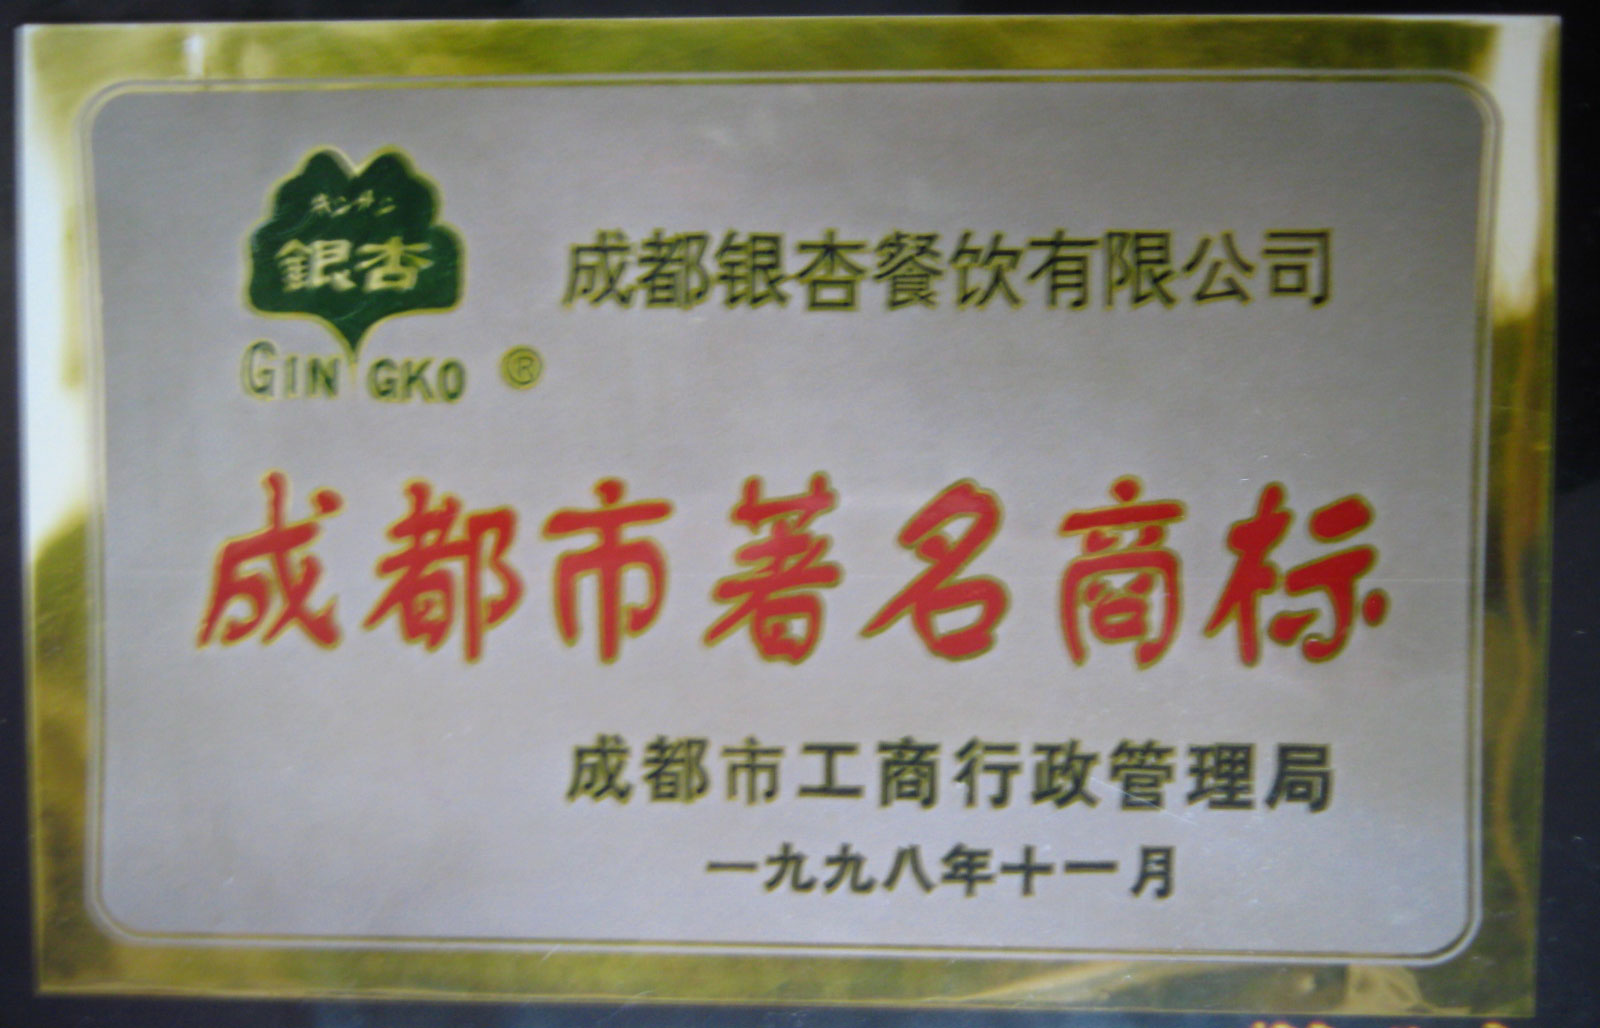 銀杏
GINGKO ®
成都银杏餐饮有限公司
成都市著名商标
成都市工商行政管理局
一九九八年十一月